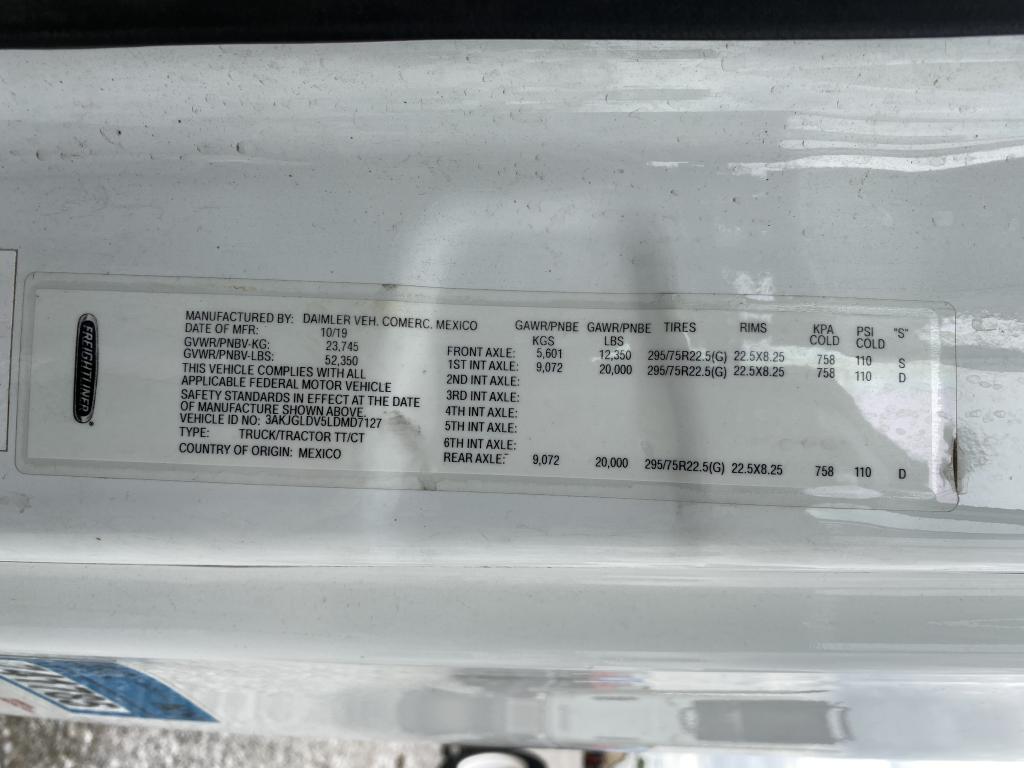 FREIGHTLINER
MANUFACTURED BY: DAIMLER VEH. COMERC. MEXICO
DATE OF MFR: 10/19
GVWR/PNBV-KG: 23,745
GVWR/PNBV-LBS: 52,350
THIS VEHICLE COMPLIES WITH ALL
APPLICABLE FEDERAL MOTOR VEHICLE
SAFETY STANDARDS IN EFFECT AT THE DATE
OF MANUFACTURE SHOWN ABOVE.
VEHICLE ID NO: 3AKJGLDV5LDMD7127
TYPE: TRUCK/TRACTOR TT/CT
COUNTRY OF ORIGIN: MEXICO
GAWR/PNBE GAWR/PNBE TIRES RIMS KPA PSI "S"
KGS LBS COLD COLD
FRONT AXLE: 5,601 12,350 295/75R22.5(G) 22.5X8.25 758 110 S
1ST INT AXLE: 9,072 20,000 295/75R22.5(G) 22.5X8.25 758 110 D
2ND INT AXLE:
3RD INT AXLE:
4TH INT AXLE:
5TH INT AXLE:
6TH INT AXLE:
REAR AXLE: 9,072 20,000 295/75R22.5(G) 22.5X8.25 758 110 D